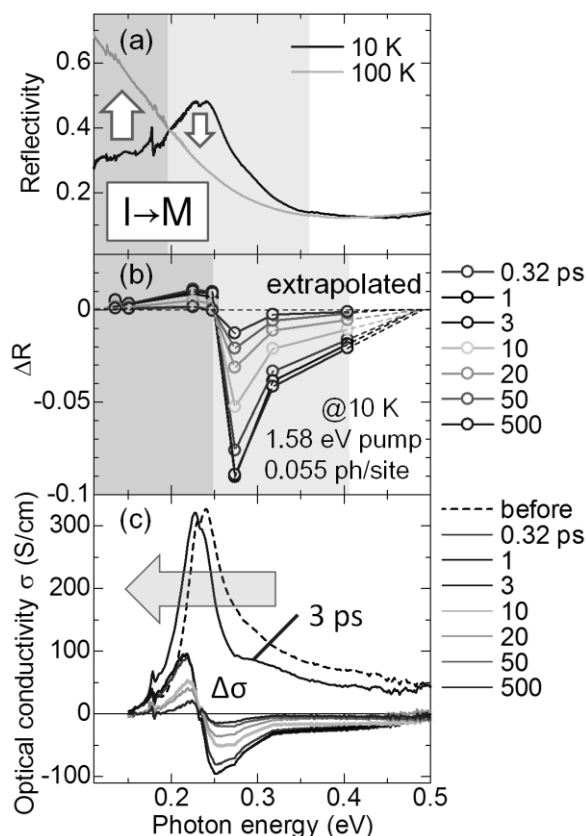 (a)
10 K
100 K
Reflectivity
0.6
0.4
0.2
I→M
(b)
extrapolated
ΔR
0
-0.05
-0.1
@10 K
1.58 eV pump
0.055 ph/site
0.32 ps
1
3
10
20
50
500
(c)
Optical conductivity σ (S/cm)
300
200
100
0
-100
3 ps
Δσ
before
0.32 ps
1
3
10
20
50
500
0.2
0.3
0.4
0.5
Photon energy (eV)